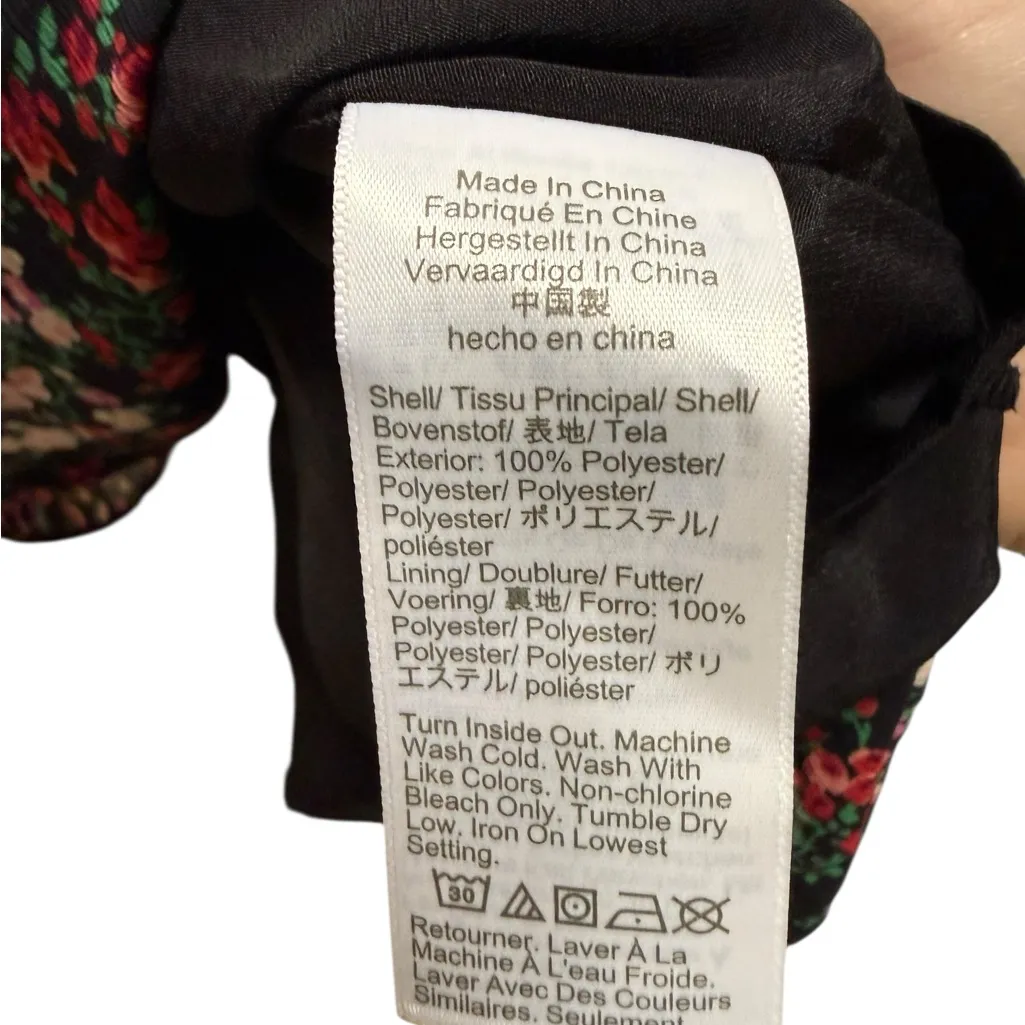 Made In China
Fabriqué En Chine
Hergestellt In China
Vervaardigd In China
中国製
hecho en china
Shell/ Tissu Principal/ Shell/
Bovenstof/ 表地/ Tela
Exterior: 100% Polyester/
Polyester/ Polyester/
Polyester/ ポリエステル/
poliéster
Lining/ Doublure/ Futter/
Voering/ 裏地/ Forro: 100%
Polyester/ Polyester/
Polyester/ Polyester/ ポリ
エステル/ poliéster
Turn Inside Out. Machine
Wash Cold. Wash With
Like Colors. Non-chlorine
Bleach Only. Tumble Dry
Low. Iron On Lowest
Setting.
30
Retourner. Laver À La
Machine À L'eau Froide.
Laver Avec Des Couleurs
Similaires. Seulement